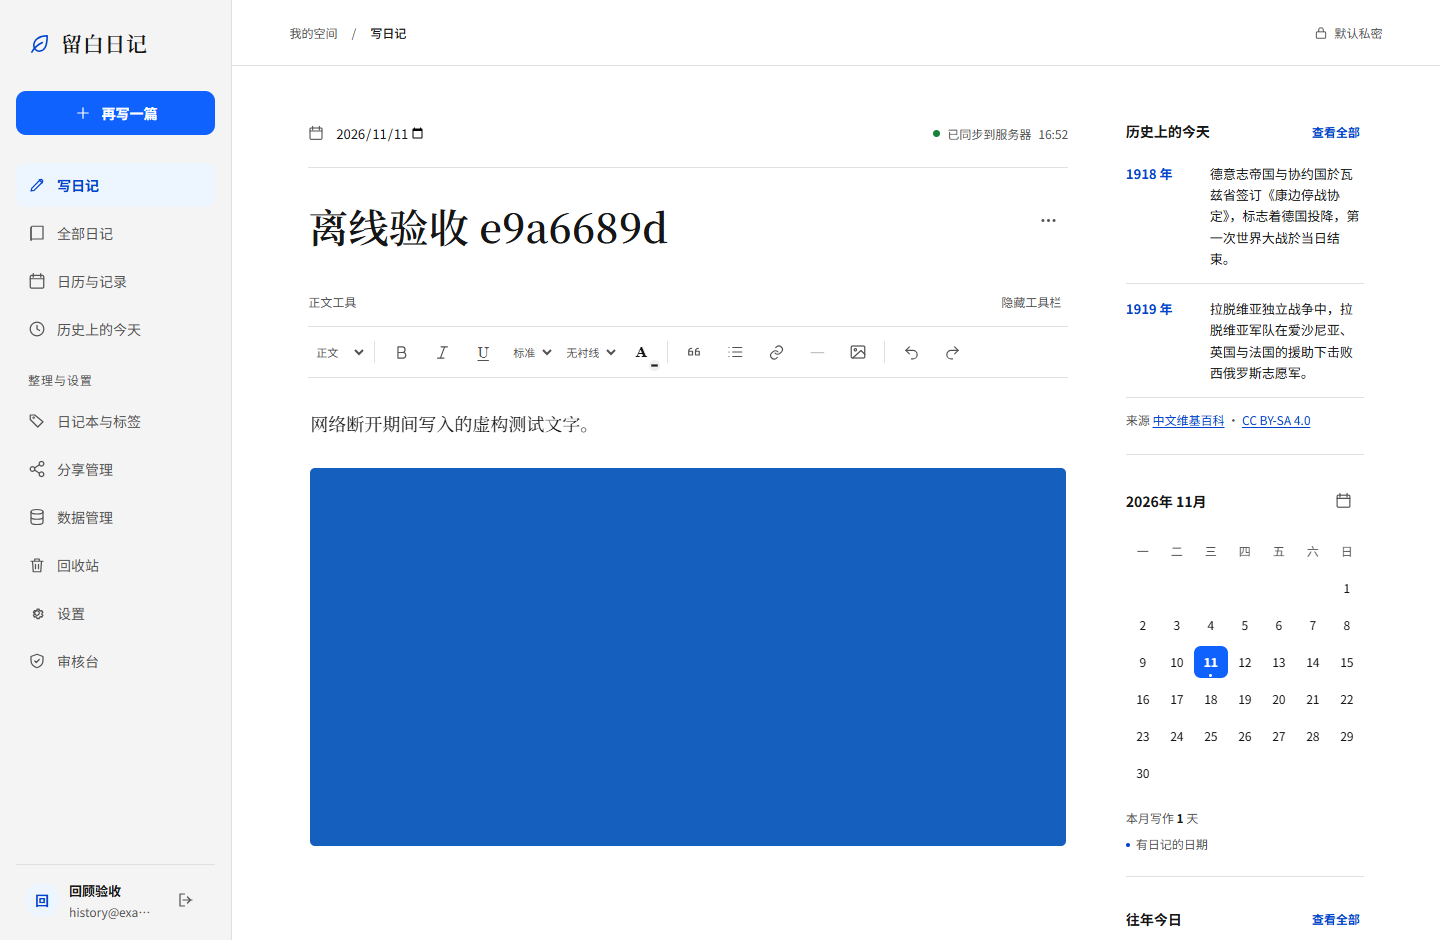 留白日记
再写一篇
写日记
全部日记
日历与记录
历史上的今天
整理与设置
日记本与标签
分享管理
数据管理
回收站
设置
审核台
回
回顾验收
history@exa···
我的空间 / 写日记
默认私密
2026/11/11
已同步到服务器 16:52
离线验收 e9a6689d
正文工具
隐藏工具栏
正文 B I U 标准 无衬线 A
网络断开期间写入的虚构测试文字。
历史上的今天 查看全部
1918 年
德意志帝国与协约国於瓦
兹省签订《康边停战协
定》，标志着德国投降，第
一次世界大战於当日结
束。
1919 年
拉脱维亚独立战争中，拉
脱维亚军队在爱沙尼亚、
英国与法国的援助下击败
西俄罗斯志愿军。
来源 中文维基百科 · CC BY-SA 4.0
2026年 11月
一 二 三 四 五 六 日
1
2 3 4 5 6 7 8
9 10 11 12 13 14 15
16 17 18 19 20 21 22
23 24 25 26 27 28 29
30
本月写作 1 天
有日记的日期
往年今日 查看全部